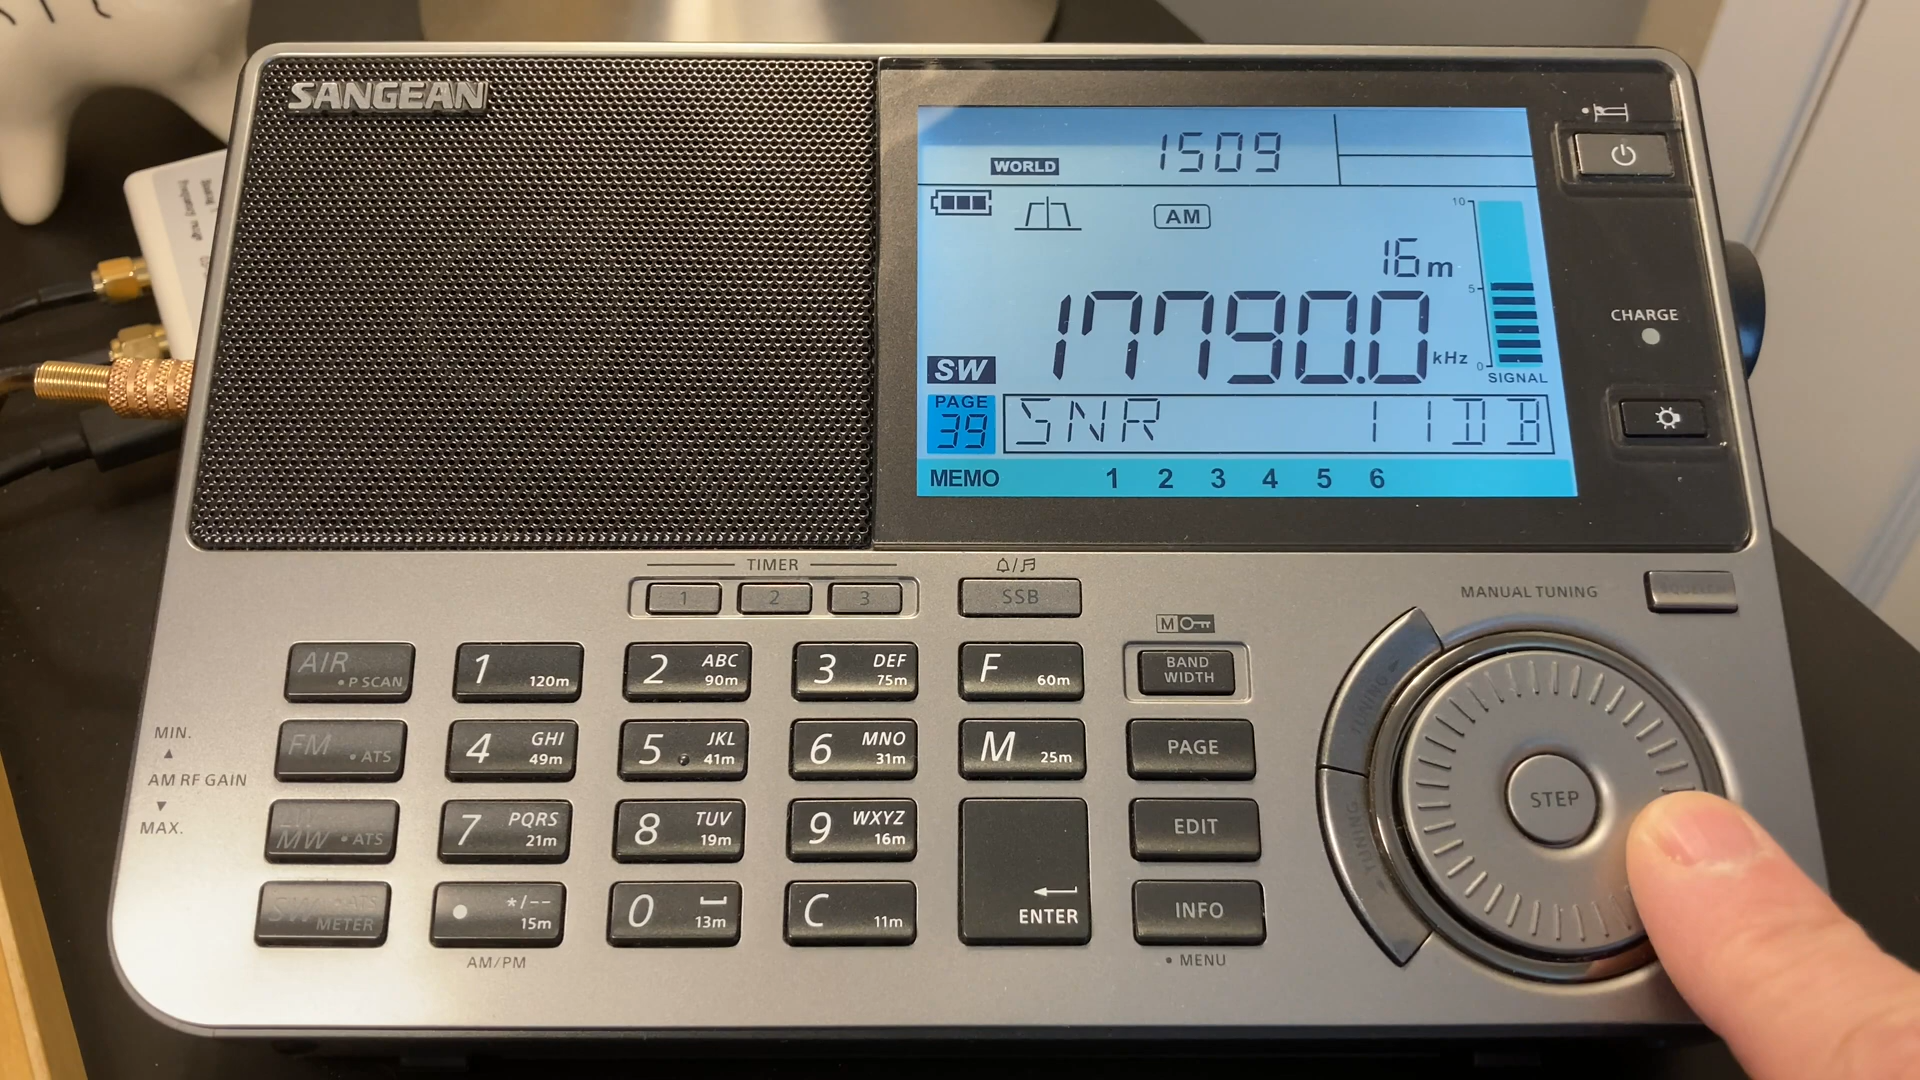 SANGEAN
WORLD 1509
AM
10
16 m
5
17790.0 kHz
0
SIGNAL
SW
PAGE
39
SNR 11DB
MEMO 1 2 3 4 5 6
CHARGE
TIMER
1 2 3
SSB
MANUAL TUNING
M
AIR • P SCAN
1 120m
2 ABC 90m
3 DEF 75m
F 60m
BAND WIDTH
TUNING
FM • ATS
4 GHI 49m
5 JKL 41m
6 MNO 31m
M 25m
PAGE
MIN.
AM RF GAIN
MAX.
MW • ATS
7 PQRS 21m
8 TUV 19m
9 WXYZ 16m
ENTER
EDIT
STEP
TUNING
SW • ATS METER
• */-- 15m
0 13m
C 11m
INFO
AM/PM
• MENU